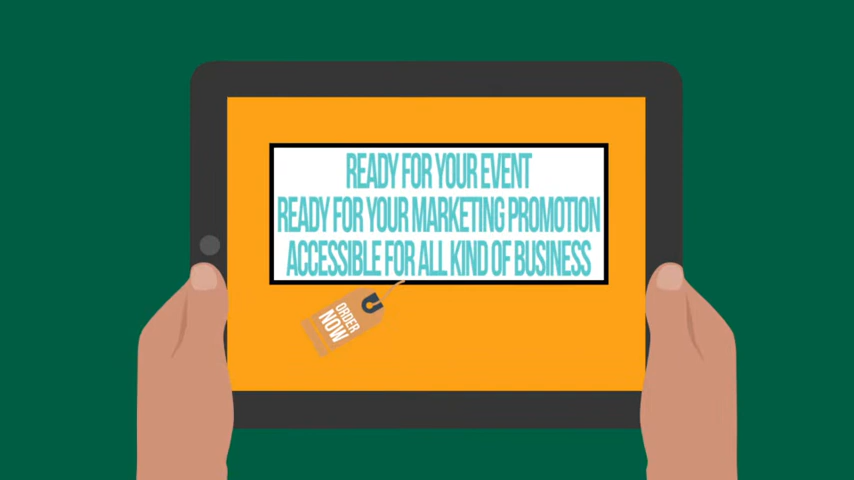 READY FOR YOUR EVENT
READY FOR YOUR MARKETING PROMOTION
ACCESSIBLE FOR ALL KIND OF BUSINESS
ORDER
NOW